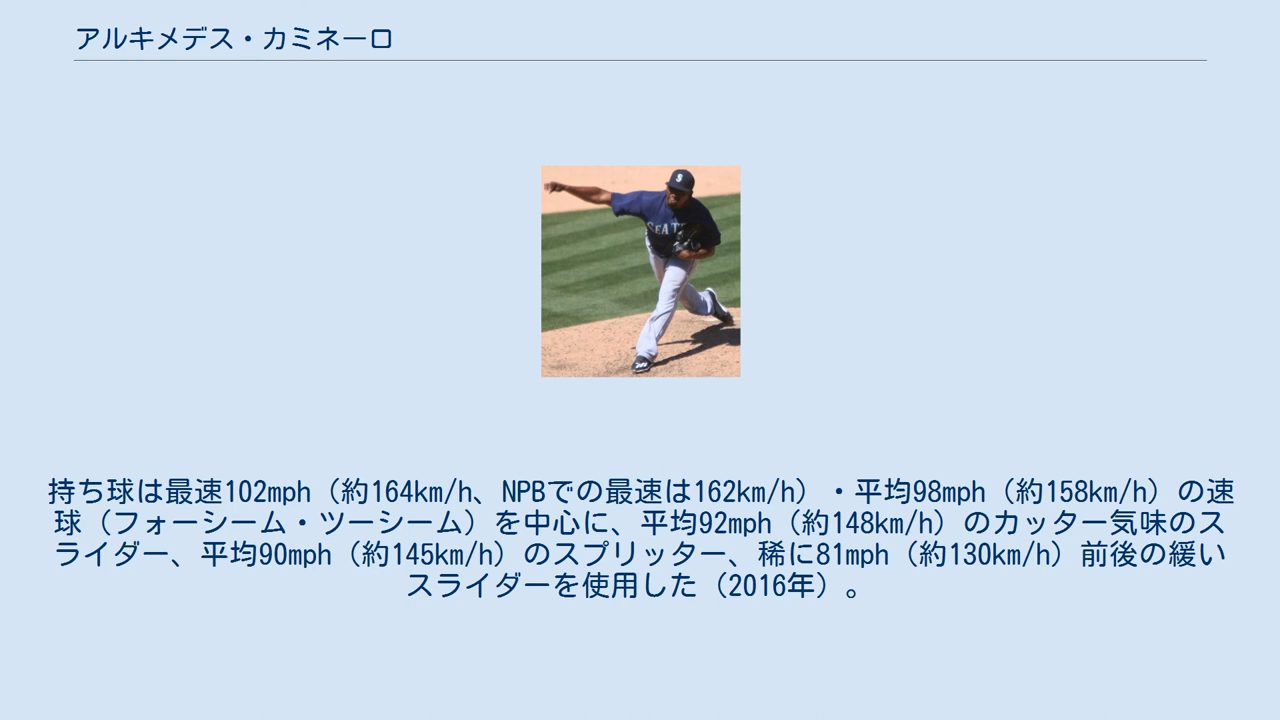 アルキメデス・カミネーロ
S
SEAT
持ち球は最速102mph（約164km/h、NPBでの最速は162km/h）・平均98mph（約158km/h）の速
球（フォーシーム・ツーシーム）を中心に、平均92mph（約148km/h）のカッター気味のス
ライダー、平均90mph（約145km/h）のスプリッター、稀に81mph（約130km/h）前後の緩い
スライダーを使用した（2016年）。